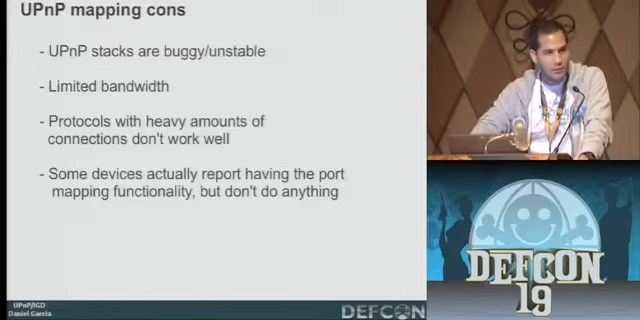 UPnP mapping cons
- UPnP stacks are buggy/unstable
- Limited bandwidth
- Protocols with heavy amounts of
connections don't work well
- Some devices actually report having the port
mapping functionality, but don't do anything
UPnP/IGD
Daniel Garcia
DEFCON
DEFCON
19